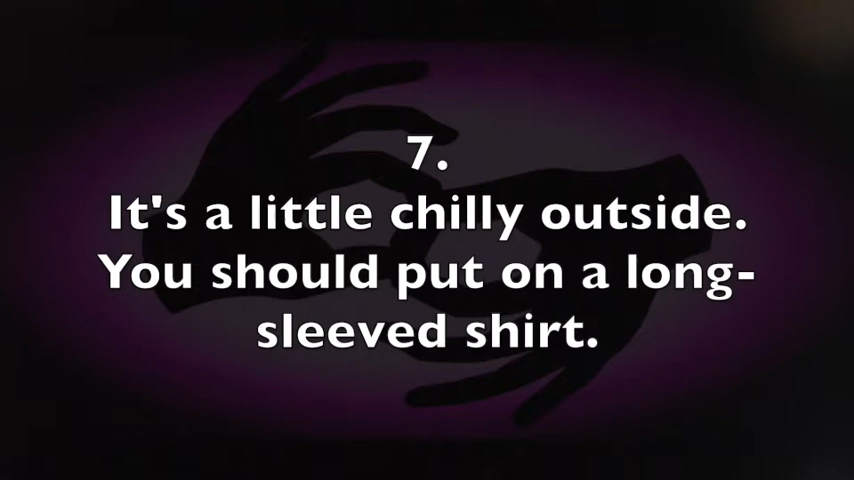 7.
It's a little chilly outside.
You should put on a long-
sleeved shirt.